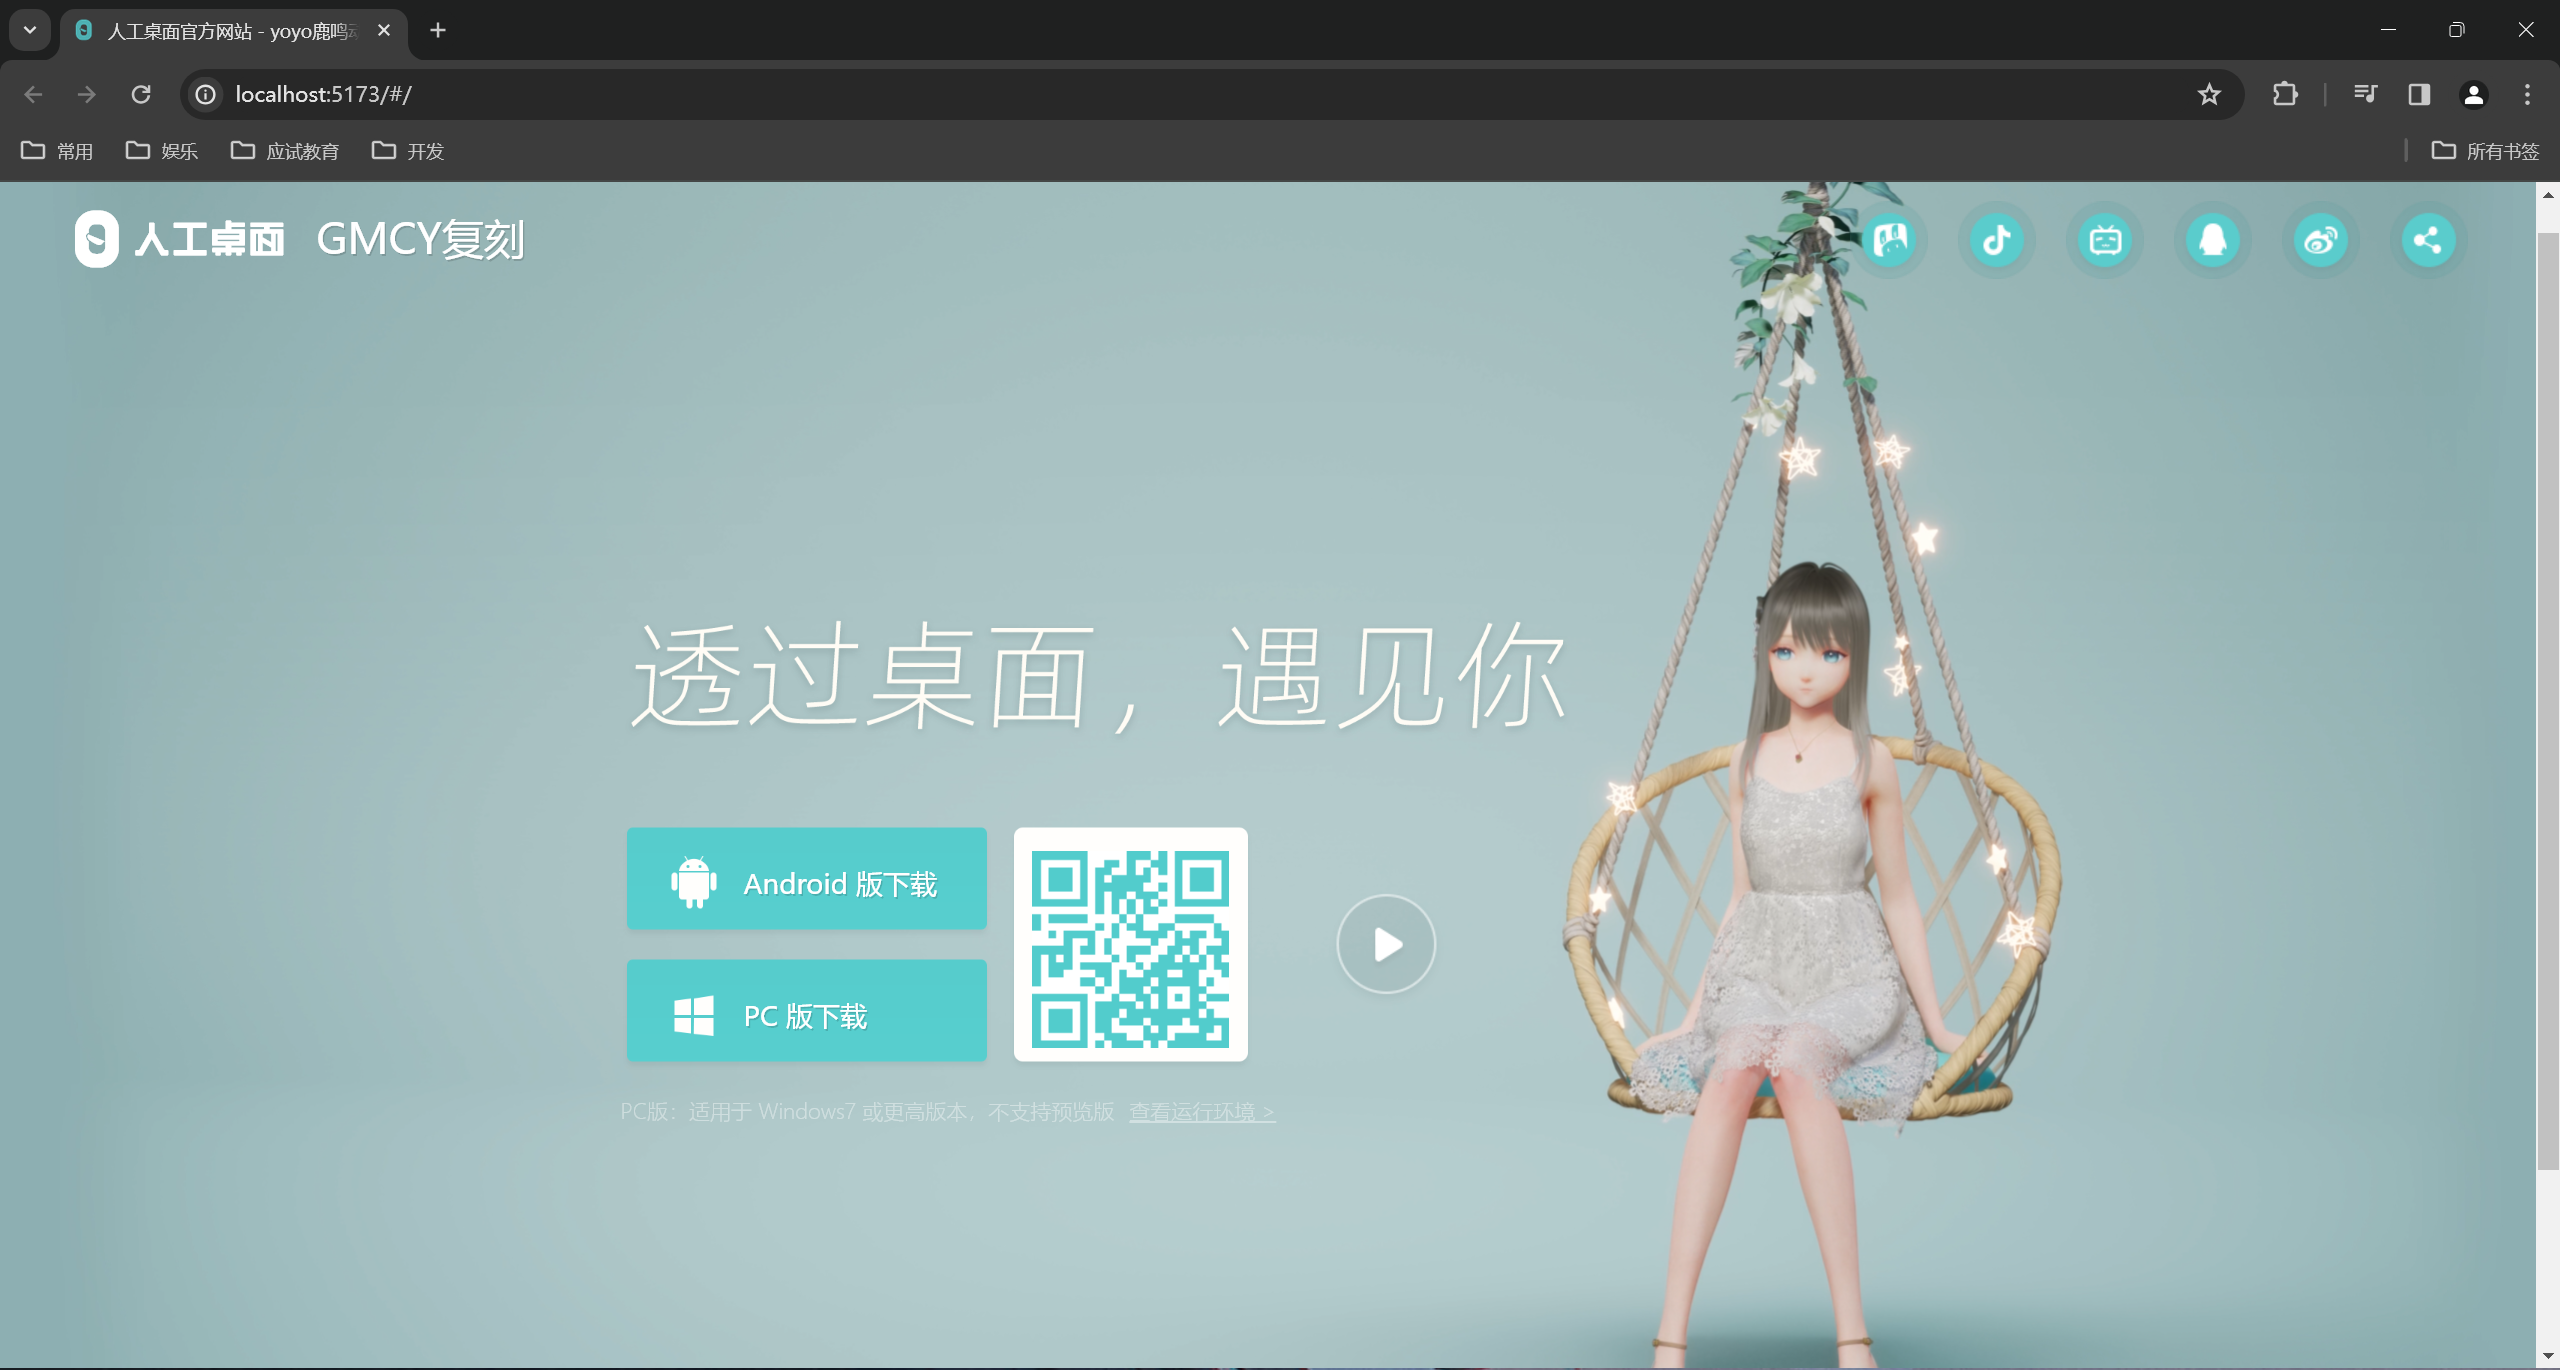 人工桌面官方网站 - yoyo鹿鸣
localhost:5173/#/
常用
娱乐
应试教育
开发
所有书签
人工桌面
GMCY复刻
透过桌面，遇见你
Android 版下载
PC 版下载
PC版：适用于 Windows7 或更高版本，不支持预览版 查看运行环境 >